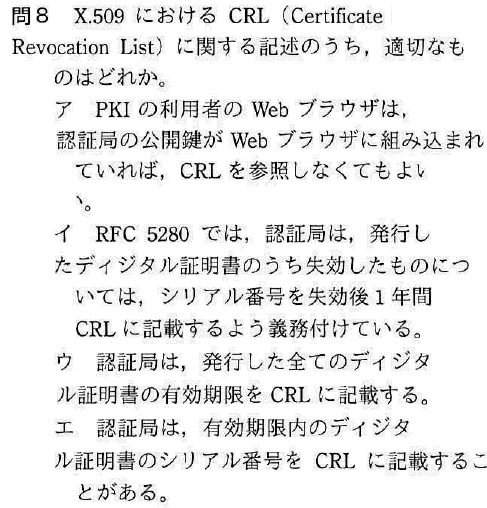 問8 X.509 における CRL（Certificate
Revocation List）に関する記述のうち，適切なも
のはどれか。
ア PKI の利用者の Web ブラウザは，
認証局の公開鍵が Web ブラウザに組み込まれ
ていれば，CRL を参照しなくてもよい
、。
イ RFC 5280 では，認証局は，発行し
たディジタル証明書のうち失効したものにつ
いては，シリアル番号を失効後1年間
CRL に記載するよう義務付けている。
ウ 認証局は，発行した全てのディジタ
ル証明書の有効期限を CRL に記載する。
エ 認証局は，有効期限内のディジタ
ル証明書のシリアル番号を CRL に記載するこ
とがある。